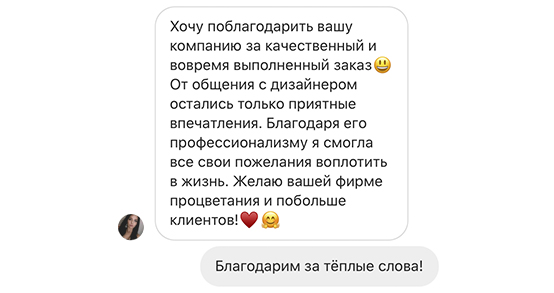 Хочу поблагодарить вашу
компанию за качественный и
вовремя выполненный заказ😃
От общения с дизайнером
остались только приятные
впечатления. Благодаря его
профессионализму я смогла
все свои пожелания воплотить
в жизнь. Желаю вашей фирме
процветания и побольше
клиентов!♥️🤗
Благодарим за тёплые слова!